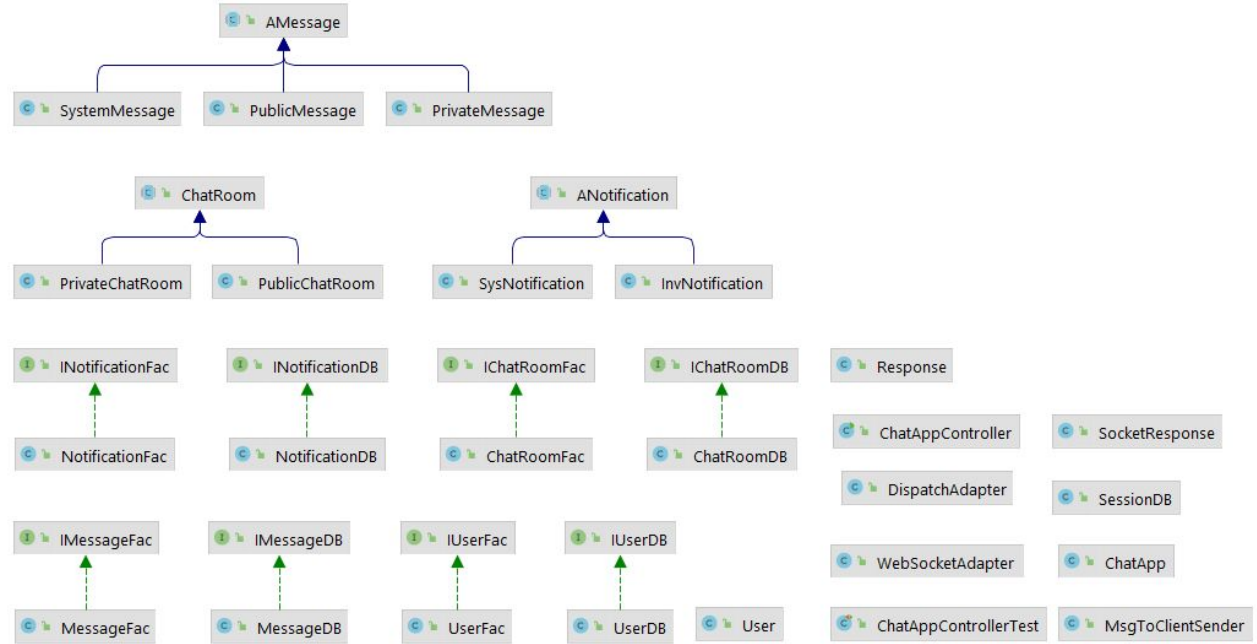 AMessage
SystemMessage
PublicMessage
PrivateMessage
ChatRoom
ANotification
PrivateChatRoom
PublicChatRoom
SysNotification
InvNotification
INotificationFac
INotificationDB
IChatRoomFac
IChatRoomDB
Response
NotificationFac
NotificationDB
ChatRoomFac
ChatRoomDB
ChatAppController
SocketResponse
DispatchAdapter
SessionDB
IMessageFac
IMessageDB
IUserFac
IUserDB
WebSocketAdapter
ChatApp
MessageFac
MessageDB
UserFac
UserDB
User
ChatAppControllerTest
MsgToClientSender